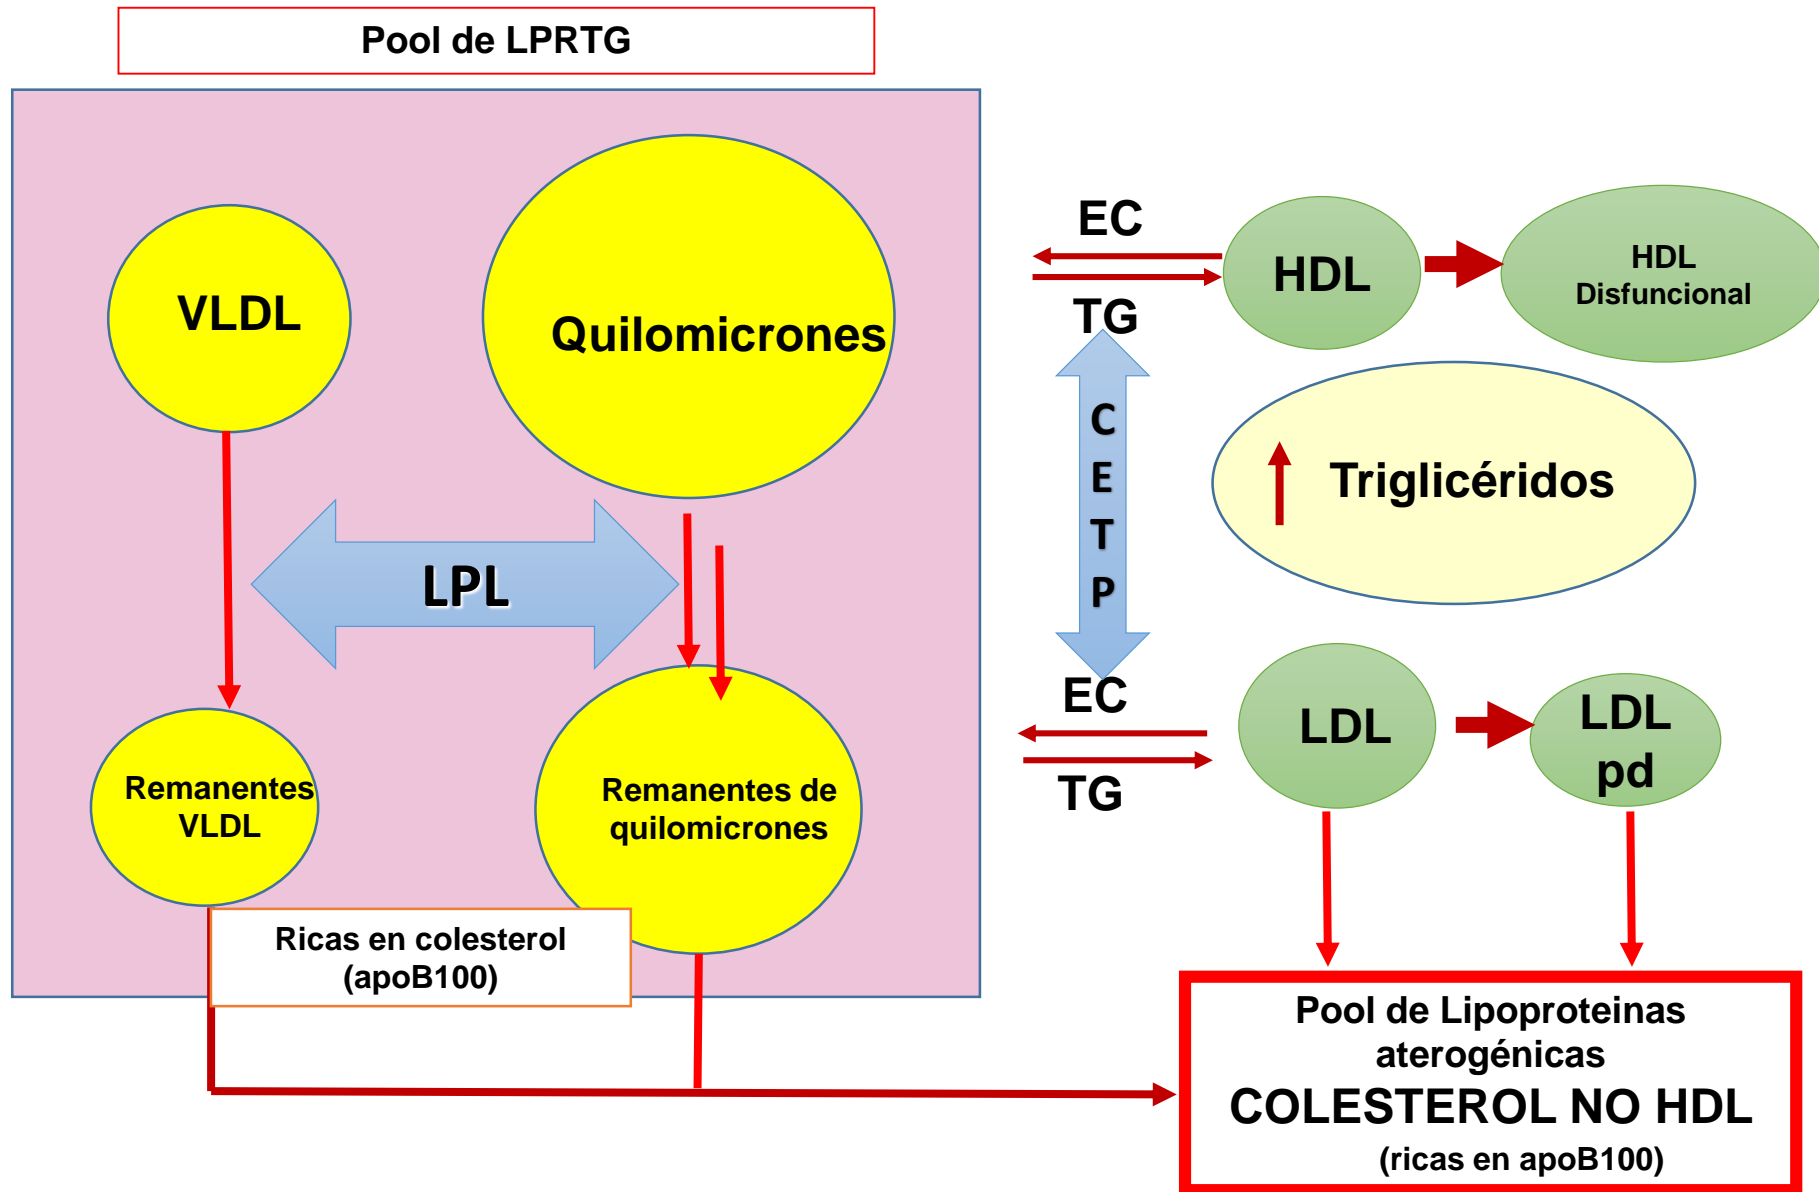 Pool de LPRTG
VLDL
Quilomicrones
LPL
Remanentes
VLDL
Remanentes de
quilomicrones
Ricas en colesterol
(apoB100)
EC
TG
HDL
HDL
Disfuncional
C
E
T
P
Triglicéridos
EC
TG
LDL
LDL
pd
Pool de Lipoproteinas
aterogénicas
COLESTEROL NO HDL
(ricas en apoB100)